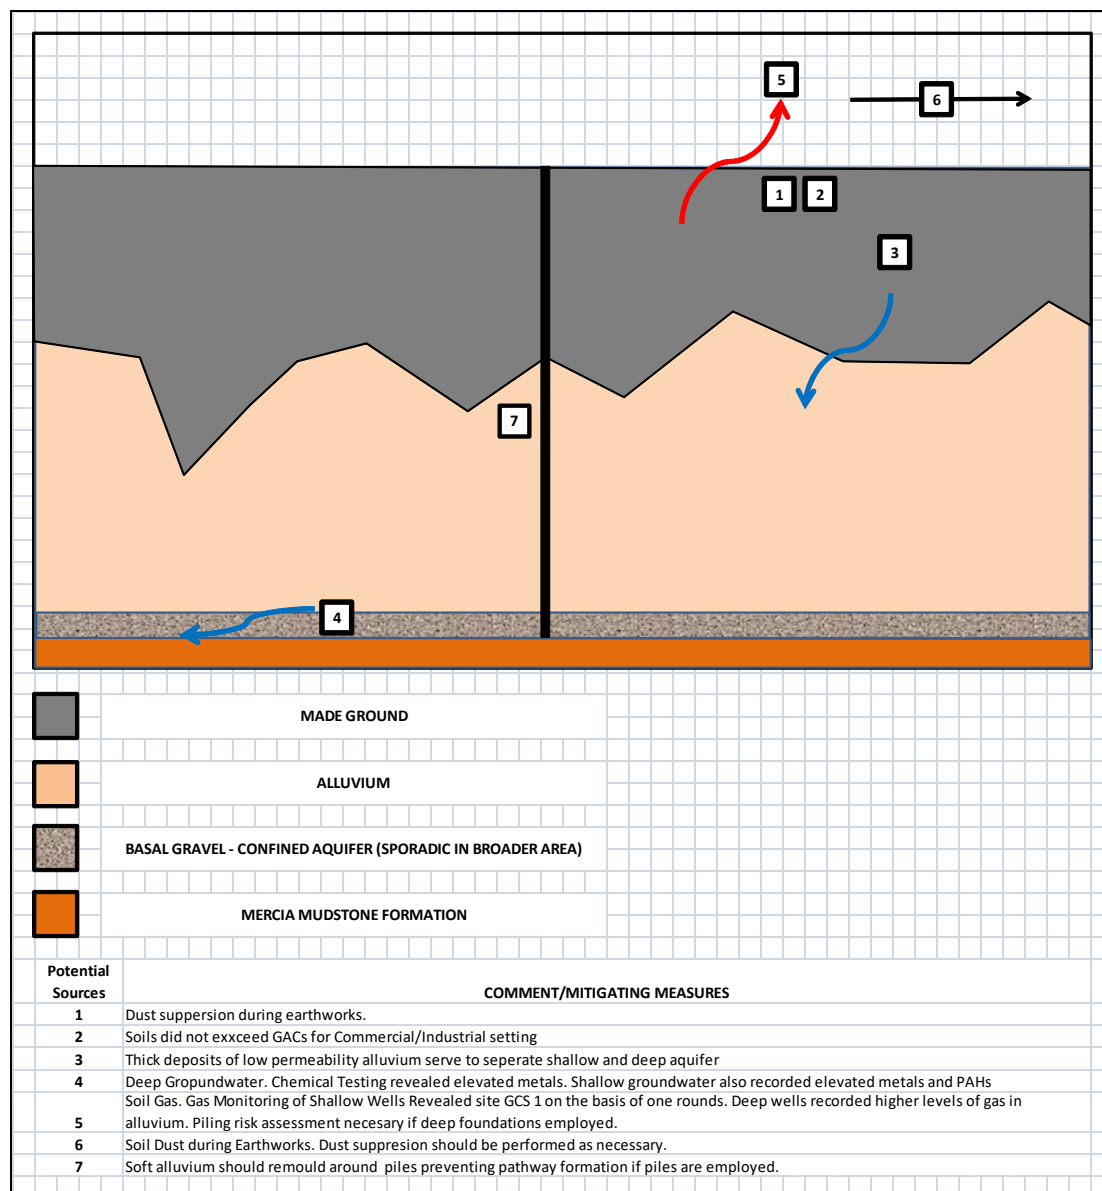 5
6
1 2
3
7
4
MADE GROUND
ALLUVIUM
BASAL GRAVEL - CONFINED AQUIFER (SPORADIC IN BROADER AREA)
MERCIA MUDSTONE FORMATION
Potential
Sources COMMENT/MITIGATING MEASURES
1 Dust suppersion during earthworks.
2 Soils did not exxceed GACs for Commercial/Industrial setting
3 Thick deposits of low permeability alluvium serve to seperate shallow and deep aquifer
4 Deep Gropundwater. Chemical Testing revealed elevated metals. Shallow groundwater also recorded elevated metals and PAHs
Soil Gas. Gas Monitoring of Shallow Wells Revealed site GCS 1 on the basis of one rounds. Deep wells recorded higher levels of gas in
5 alluvium. Piling risk assessment necesary if deep foundations employed.
6 Soil Dust during Earthworks. Dust suppresion should be performed as necessary.
7 Soft alluvium should remould around  piles preventing pathway formation if piles are employed.